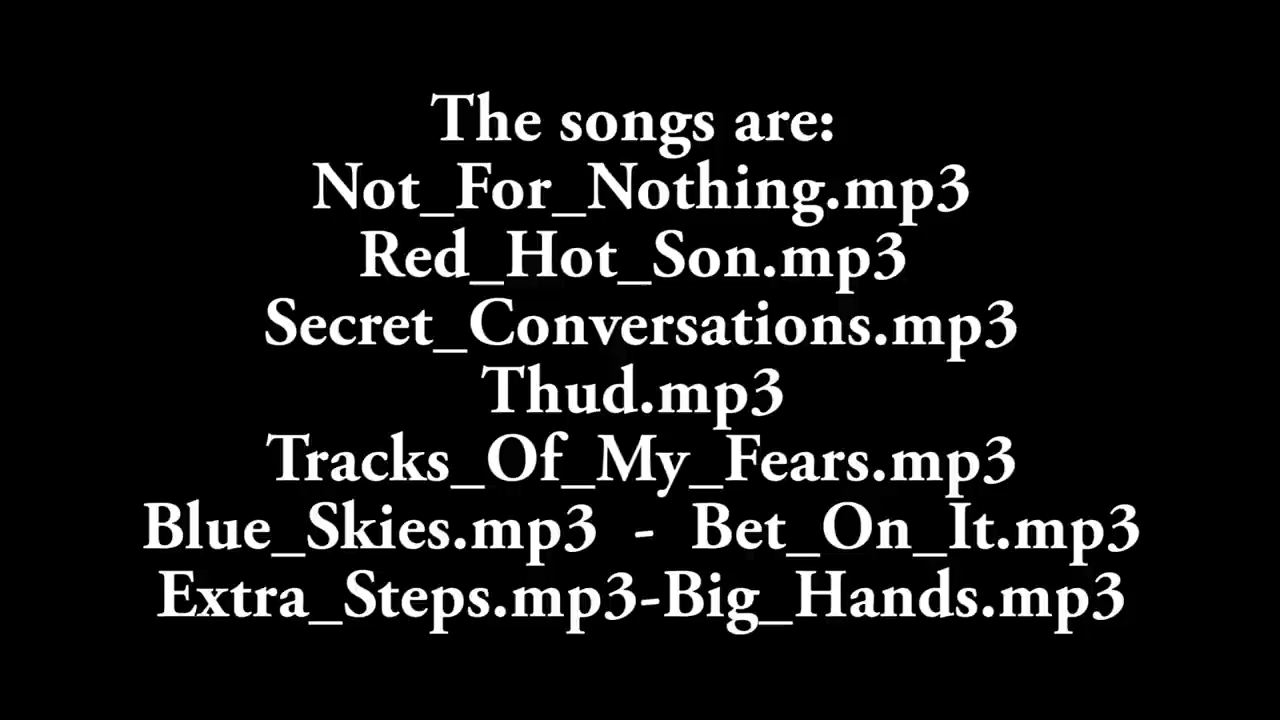 The songs are:
Not_For_Nothing.mp3
Red_Hot_Son.mp3
Secret_Conversations.mp3
Thud.mp3
Tracks_Of_My_Fears.mp3
Blue_Skies.mp3 - Bet_On_It.mp3
Extra_Steps.mp3-Big_Hands.mp3